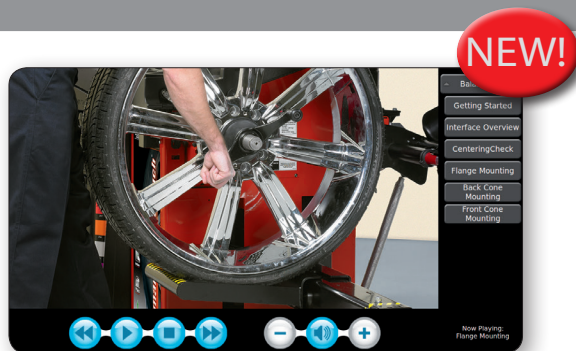 NEW!
Getting Started
Interface Overview
CenteringCheck
Flange Mounting
Back Cone
Mounting
Front Cone
Mounting
Now Playing:
Flange Mounting